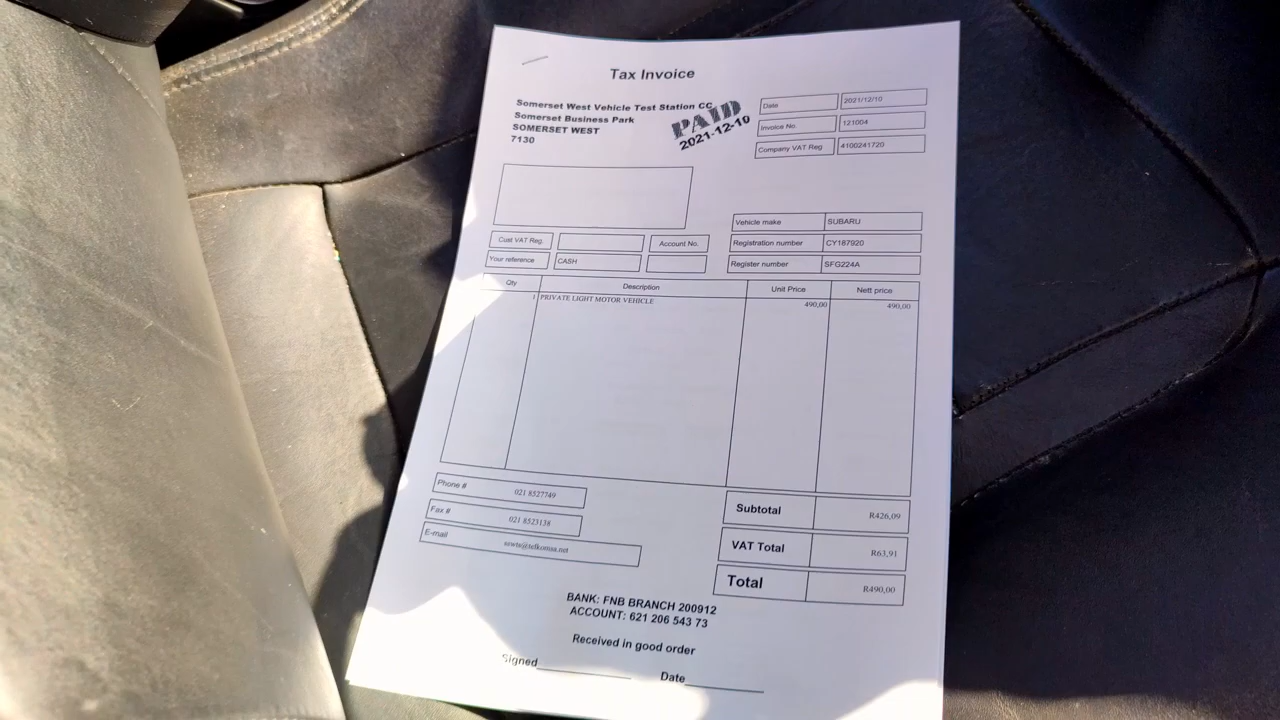 Tax Invoice
Somerset West Vehicle Test Station CC
Somerset Business Park
SOMERSET WEST
7130
PAID
2021-12-10
Date 2021/12/10
Invoice No 121004
Company VAT Reg 4100241720
Vehicle make SUBARU
Registration number CY187920
Register number SFG224A
Cust VAT Reg. Account No.
Your reference CASH
Qty Description Unit Price Nett price
1 PRIVATE LIGHT MOTOR VEHICLE 490,00 490,00
Phone # 021 8527749
Fax # 021 8523138
E-mail sswts@telkomsa.net
Subtotal R426,09
VAT Total R63,91
Total R490,00
BANK: FNB BRANCH 200912
ACCOUNT: 621 206 543 73
Received in good order
Signed Date